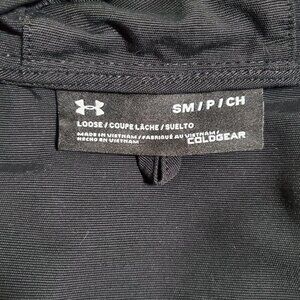 SM / P / CH
LOOSE / COUPE LÂCHE / SUELTO
MADE IN VIETNAM / FABRIQUÉ AU VIETNAM /
HECHO EN VIETNAM
COLDGEAR